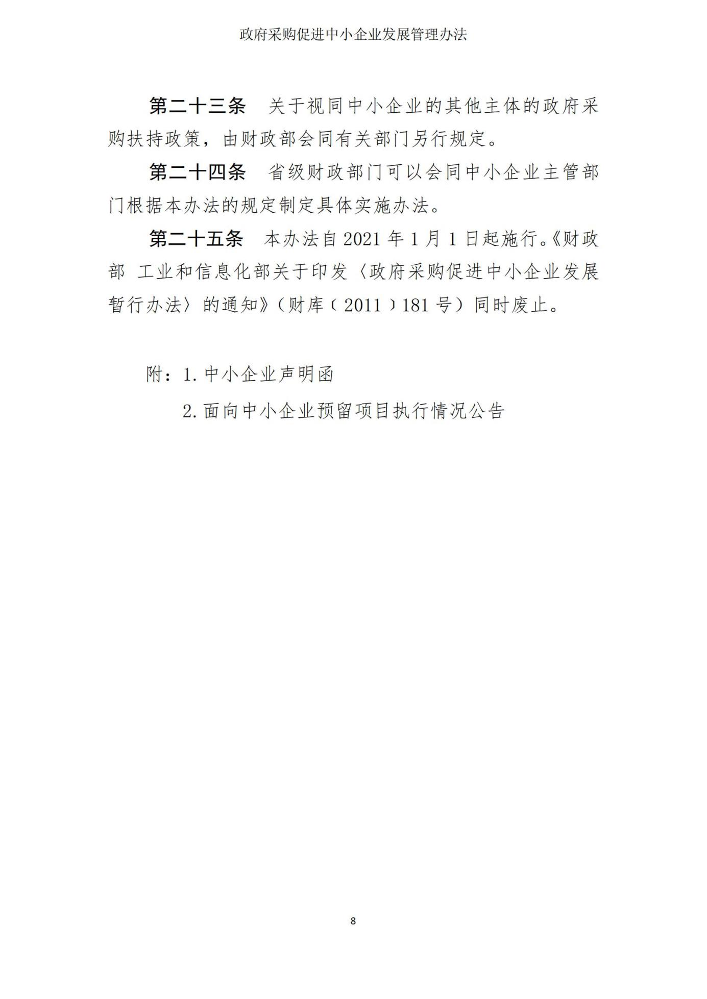 政府采购促进中小企业发展管理办法
第二十三条 关于视同中小企业的其他主体的政府采
购扶持政策，由财政部会同有关部门另行规定。
第二十四条 省级财政部门可以会同中小企业主管部
门根据本办法的规定制定具体实施办法。
第二十五条 本办法自 2021 年 1 月 1 日起施行。《财政
部 工业和信息化部关于印发〈政府采购促进中小企业发展
暂行办法〉的通知》（财库﹝2011﹞181 号）同时废止。
附：1.中小企业声明函
2.面向中小企业预留项目执行情况公告
8